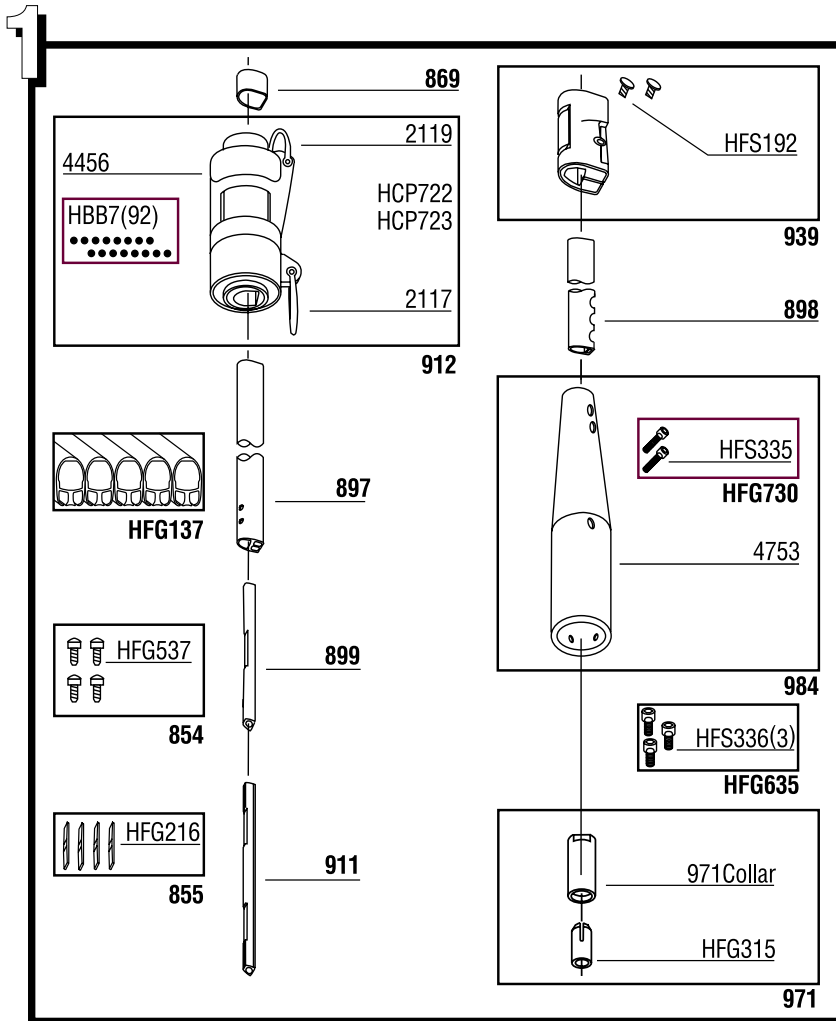 1
869
2119
4456
HCP722
HCP723
HBB7(92)
2117
912
897
HFG137
HFG537
899
854
HFG216
911
855
HFS192
939
898
HFS335
HFG730
4753
984
HFS336(3)
HFG635
971Collar
HFG315
971